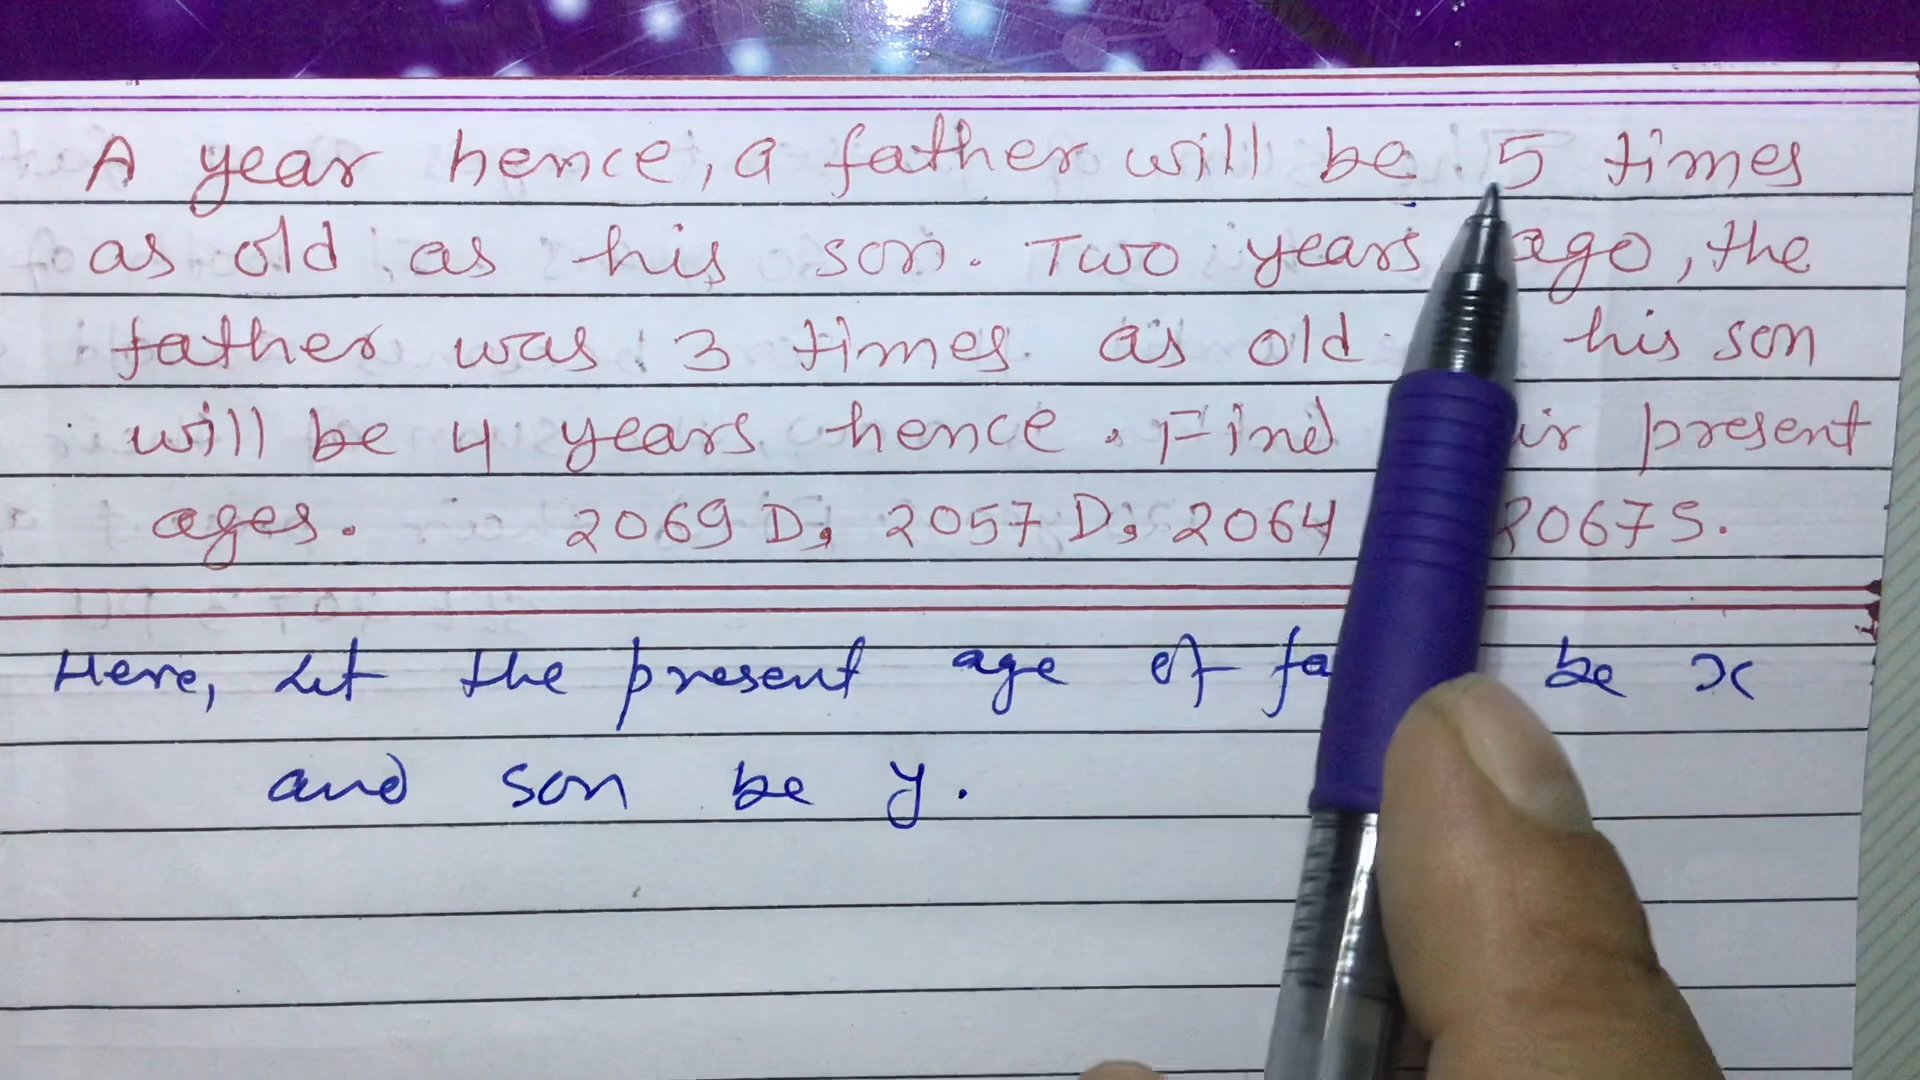 A year hence, a father will be 5 times
as old as his son. Two years ago, the
father was 3 times as old his son
will be 4 years hence. Find present
ages. 2069 D, 2057 D, 2064 2067 S.
Here, Let the present age of be x
and son be y.